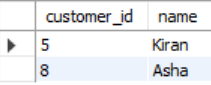 customer_id name
5 Kiran
8 Asha